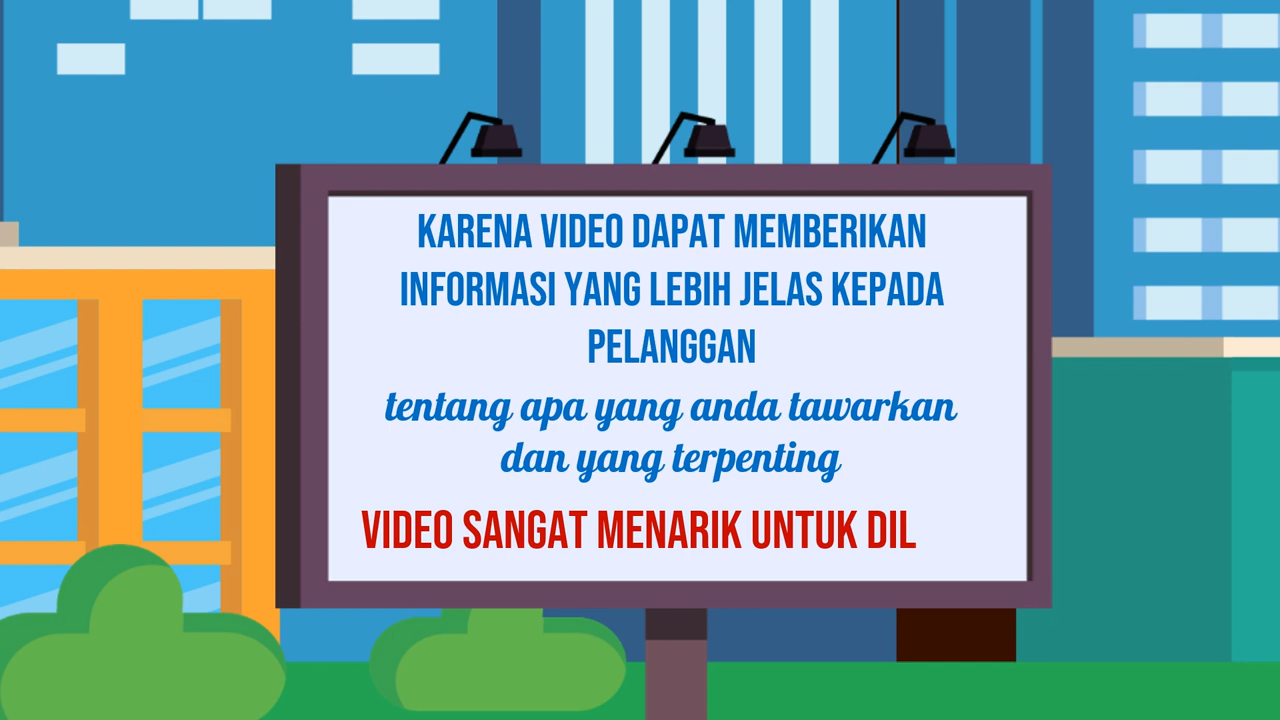 KARENA VIDEO DAPAT MEMBERIKAN
INFORMASI YANG LEBIH JELAS KEPADA
PELANGGAN
tentang apa yang anda tawarkan
dan yang terpenting
VIDEO SANGAT MENARIK UNTUK DIL